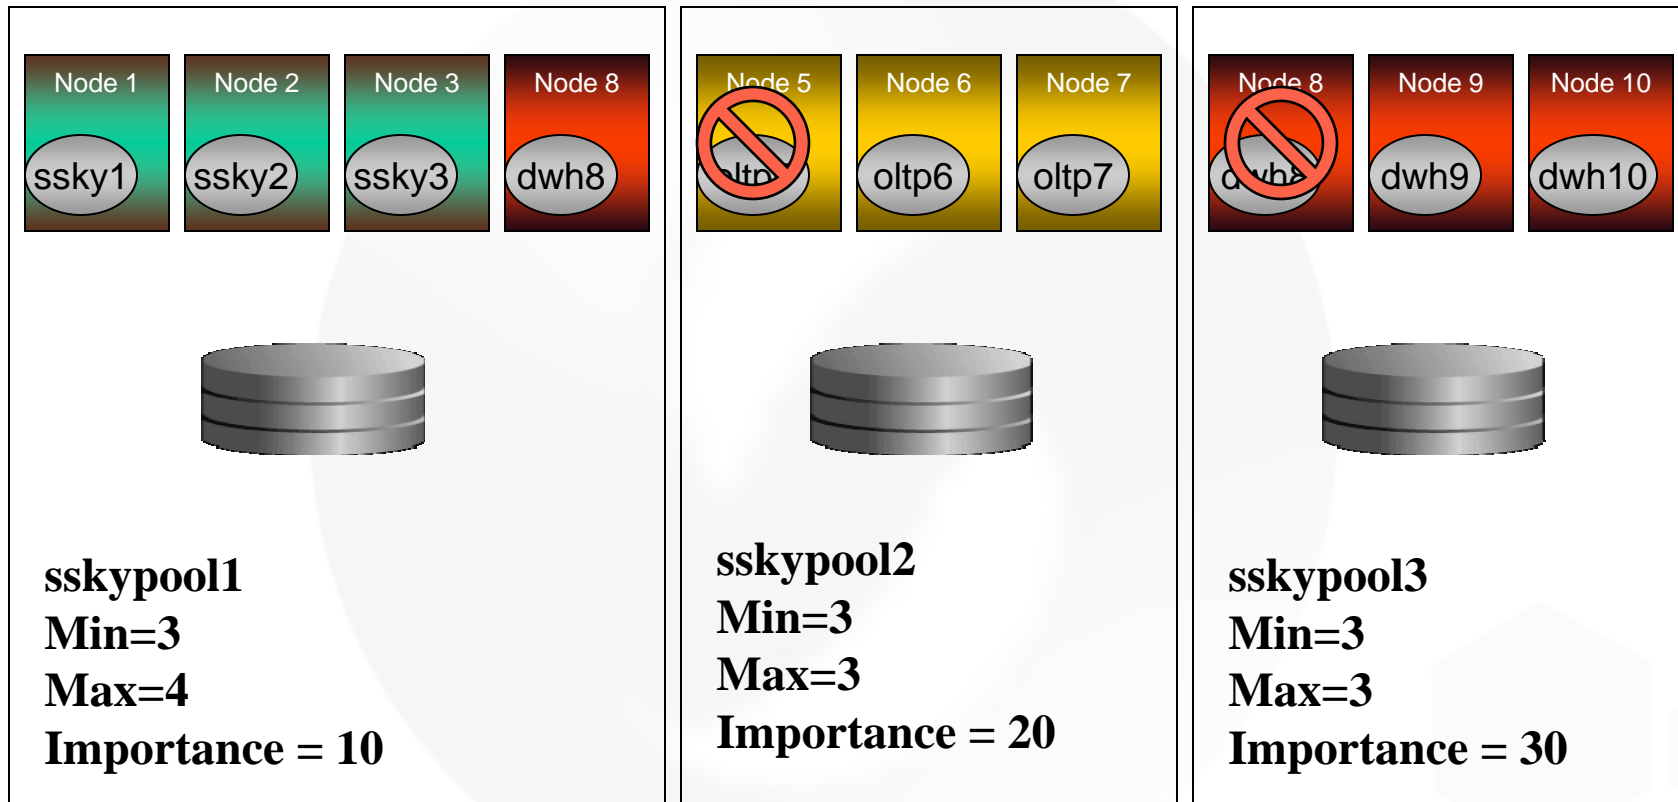 Node 1
Node 2
Node 3
Node 8
ssky1
ssky2
ssky3
dwh8
sskypool1
Min=3
Max=4
Importance = 10
Node 5
Node 6
Node 7
oltp6
oltp7
sskypool2
Min=3
Max=3
Importance = 20
Node 8
Node 9
Node 10
dwh8
dwh9
dwh10
sskypool3
Min=3
Max=3
Importance = 30